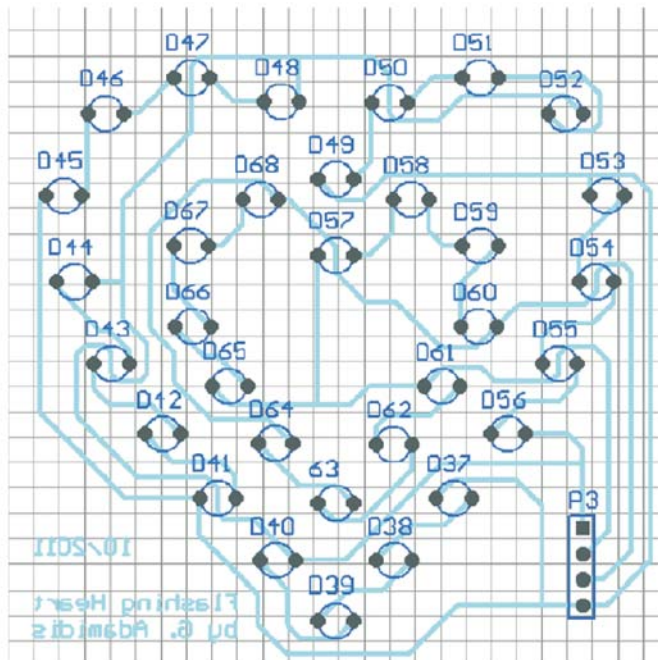 D47
D51
D48
D50
D46
D52
D49
D45
D68
D58
D53
D57
D67
D59
D44
D54
D66
D60
D43
D55
D65
D61
D42
D64
D62
D56
D41
63
D37
P3
D40
D38
10/2011
D39
Flashing Heart
by G. Adamidis